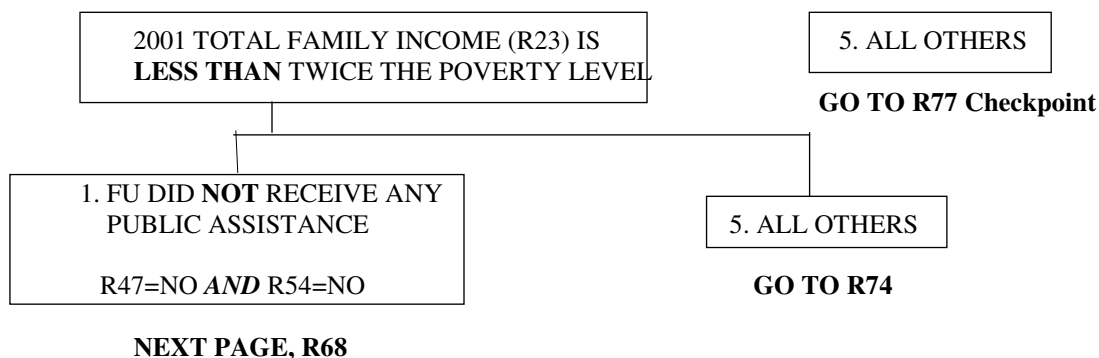 2001 TOTAL FAMILY INCOME (R23) IS
LESS THAN TWICE THE POVERTY LEVEL
5. ALL OTHERS
GO TO R77 Checkpoint
1. FU DID NOT RECEIVE ANY
PUBLIC ASSISTANCE
R47=NO AND R54=NO
NEXT PAGE, R68
5. ALL OTHERS
GO TO R74